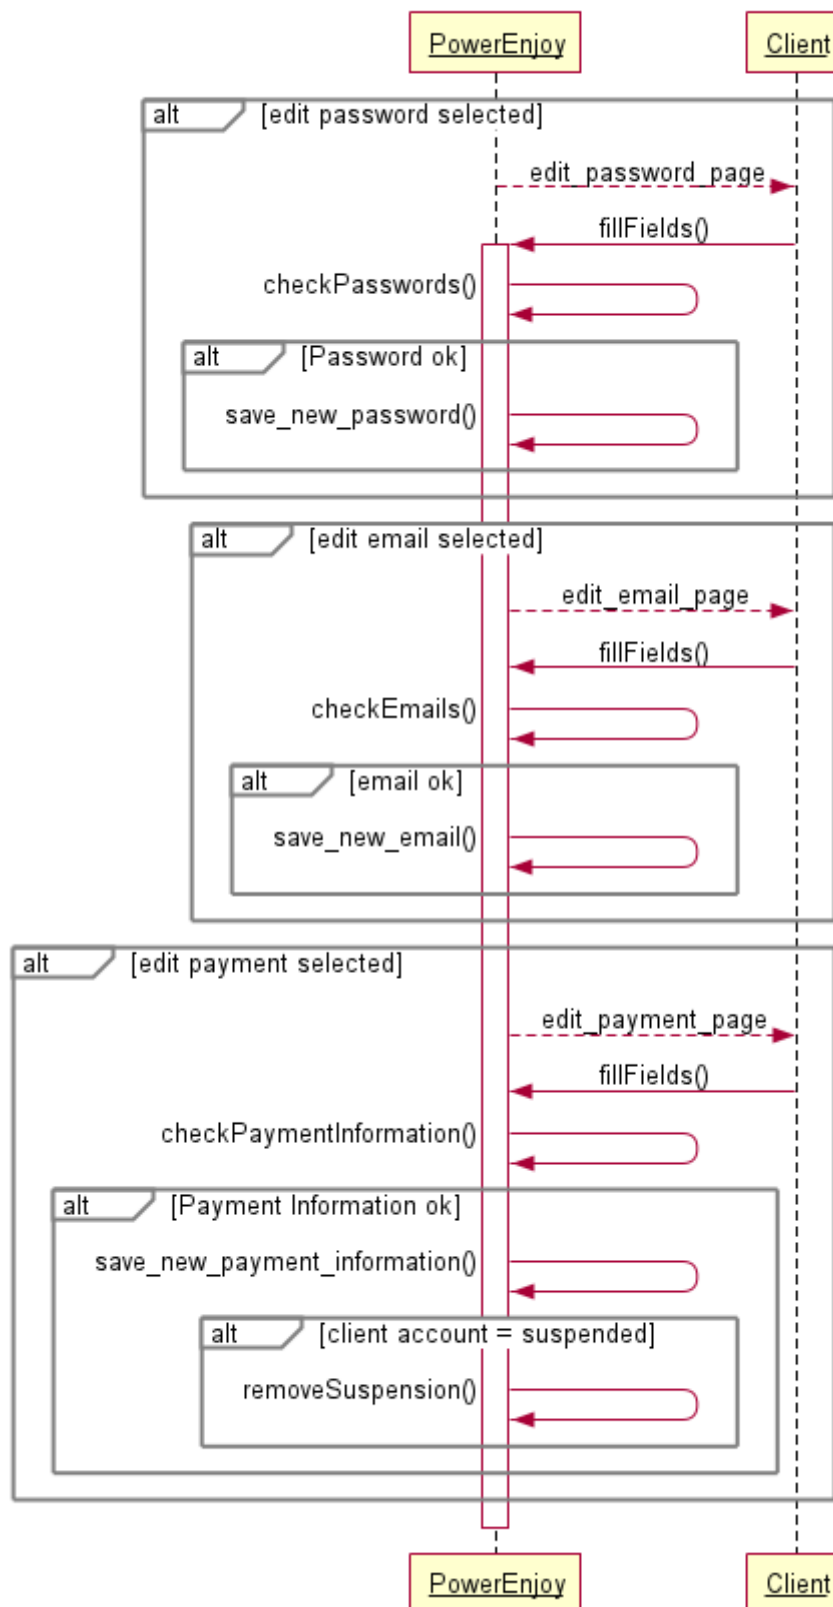 PowerEnjoy Client
alt [edit password selected]
edit_password_page
fillFields()
checkPasswords()
alt [Password ok]
save_new_password()
alt [edit email selected]
edit_email_page
fillFields()
checkEmails()
alt [email ok]
save_new_email()
alt [edit payment selected]
edit_payment_page
fillFields()
checkPaymentInformation()
alt [Payment Information ok]
save_new_payment_information()
alt [client account = suspended]
removeSuspension()
PowerEnjoy Client